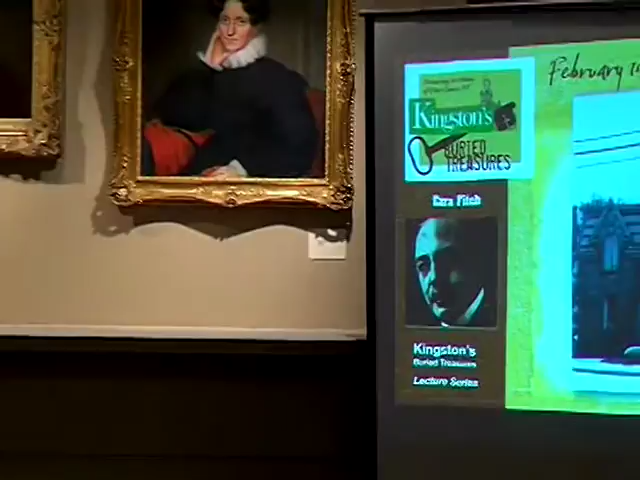 February
Kingston's
BURIED
TREASURES
Ezra Fitch
Kingston's
Buried Treasures
Lecture Series